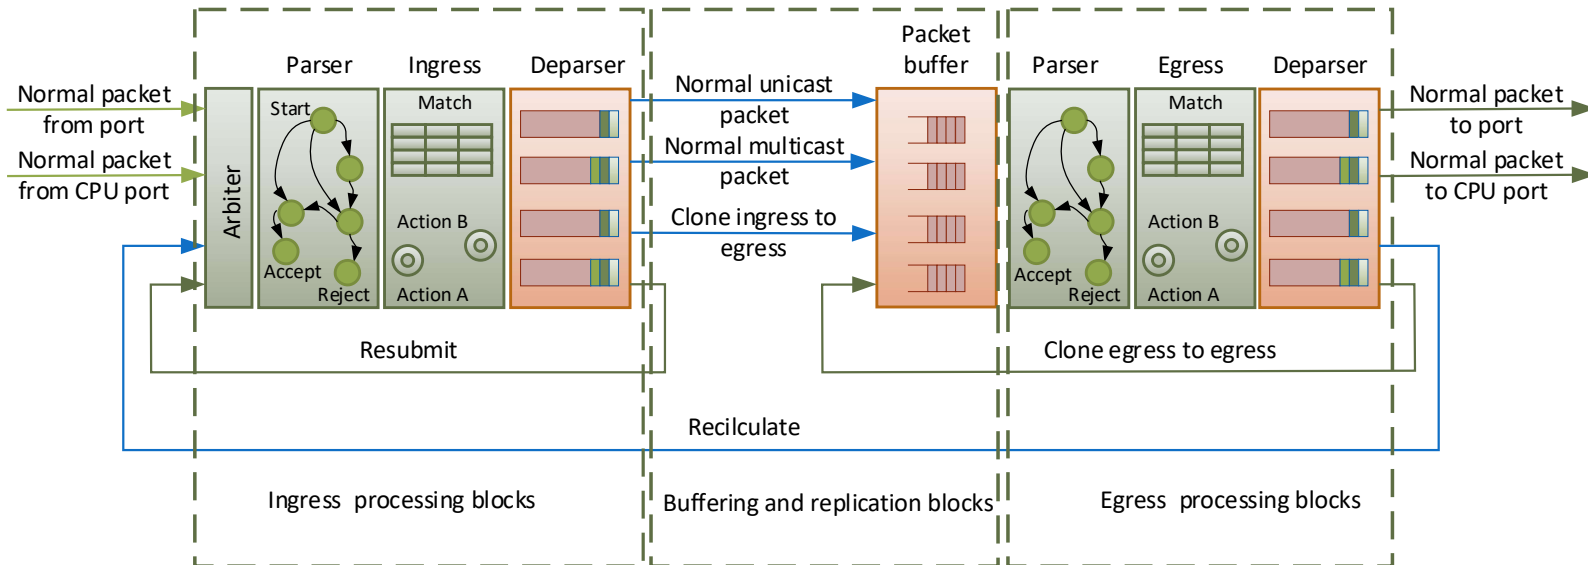 Packet
buffer
Parser
Ingress
Deparser
Parser
Egress
Deparser
Normal packet
from port
Normal packet
from CPU port
Arbiter
Start
Accept
Reject
Match
Action B
Action A
Normal unicast
packet
Normal multicast
packet
Clone ingress to
egress
Accept
Reject
Match
Action B
Action A
Normal packet
to port
Normal packet
to CPU port
Resubmit
Clone egress to egress
Recilculate
Ingress processing blocks
Buffering and replication blocks
Egress processing blocks